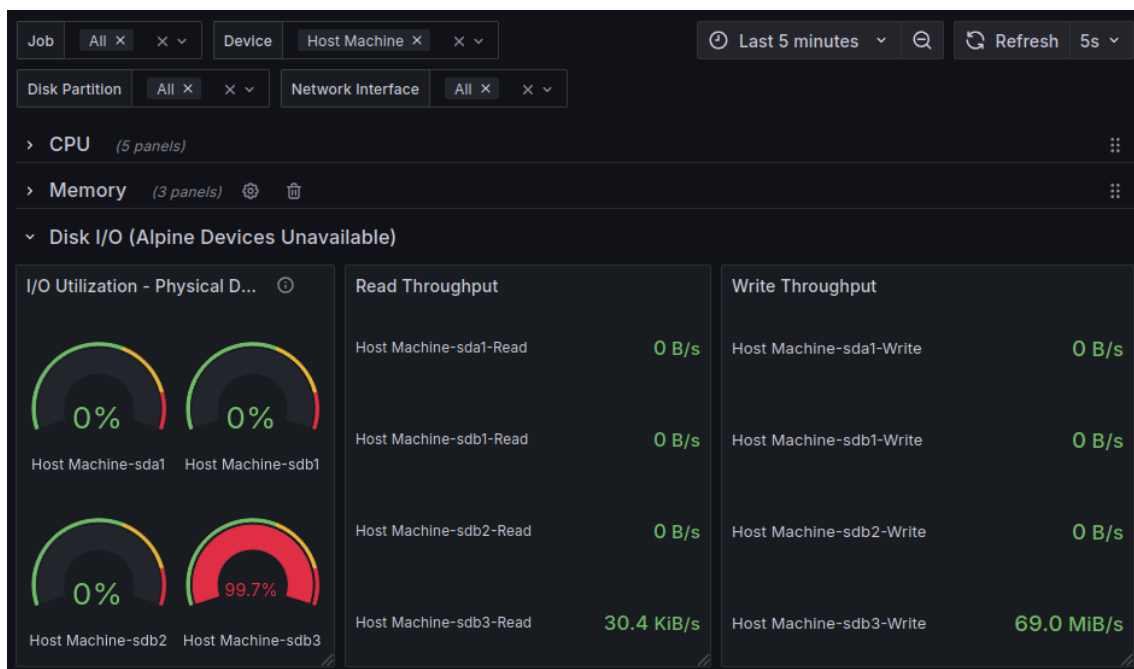 Job All × × Device Host Machine × × Last 5 minutes Refresh 5s
Disk Partition All × × Network Interface All × ×
CPU (5 panels)
Memory (3 panels)
Disk I/O (Alpine Devices Unavailable)
I/O Utilization - Physical D...
0%
Host Machine-sda1
0%
Host Machine-sdb1
0%
Host Machine-sdb2
99.7%
Host Machine-sdb3
Read Throughput
Host Machine-sda1-Read 0 B/s
Host Machine-sdb1-Read 0 B/s
Host Machine-sdb2-Read 0 B/s
Host Machine-sdb3-Read 30.4 KiB/s
Write Throughput
Host Machine-sda1-Write 0 B/s
Host Machine-sdb1-Write 0 B/s
Host Machine-sdb2-Write 0 B/s
Host Machine-sdb3-Write 69.0 MiB/s